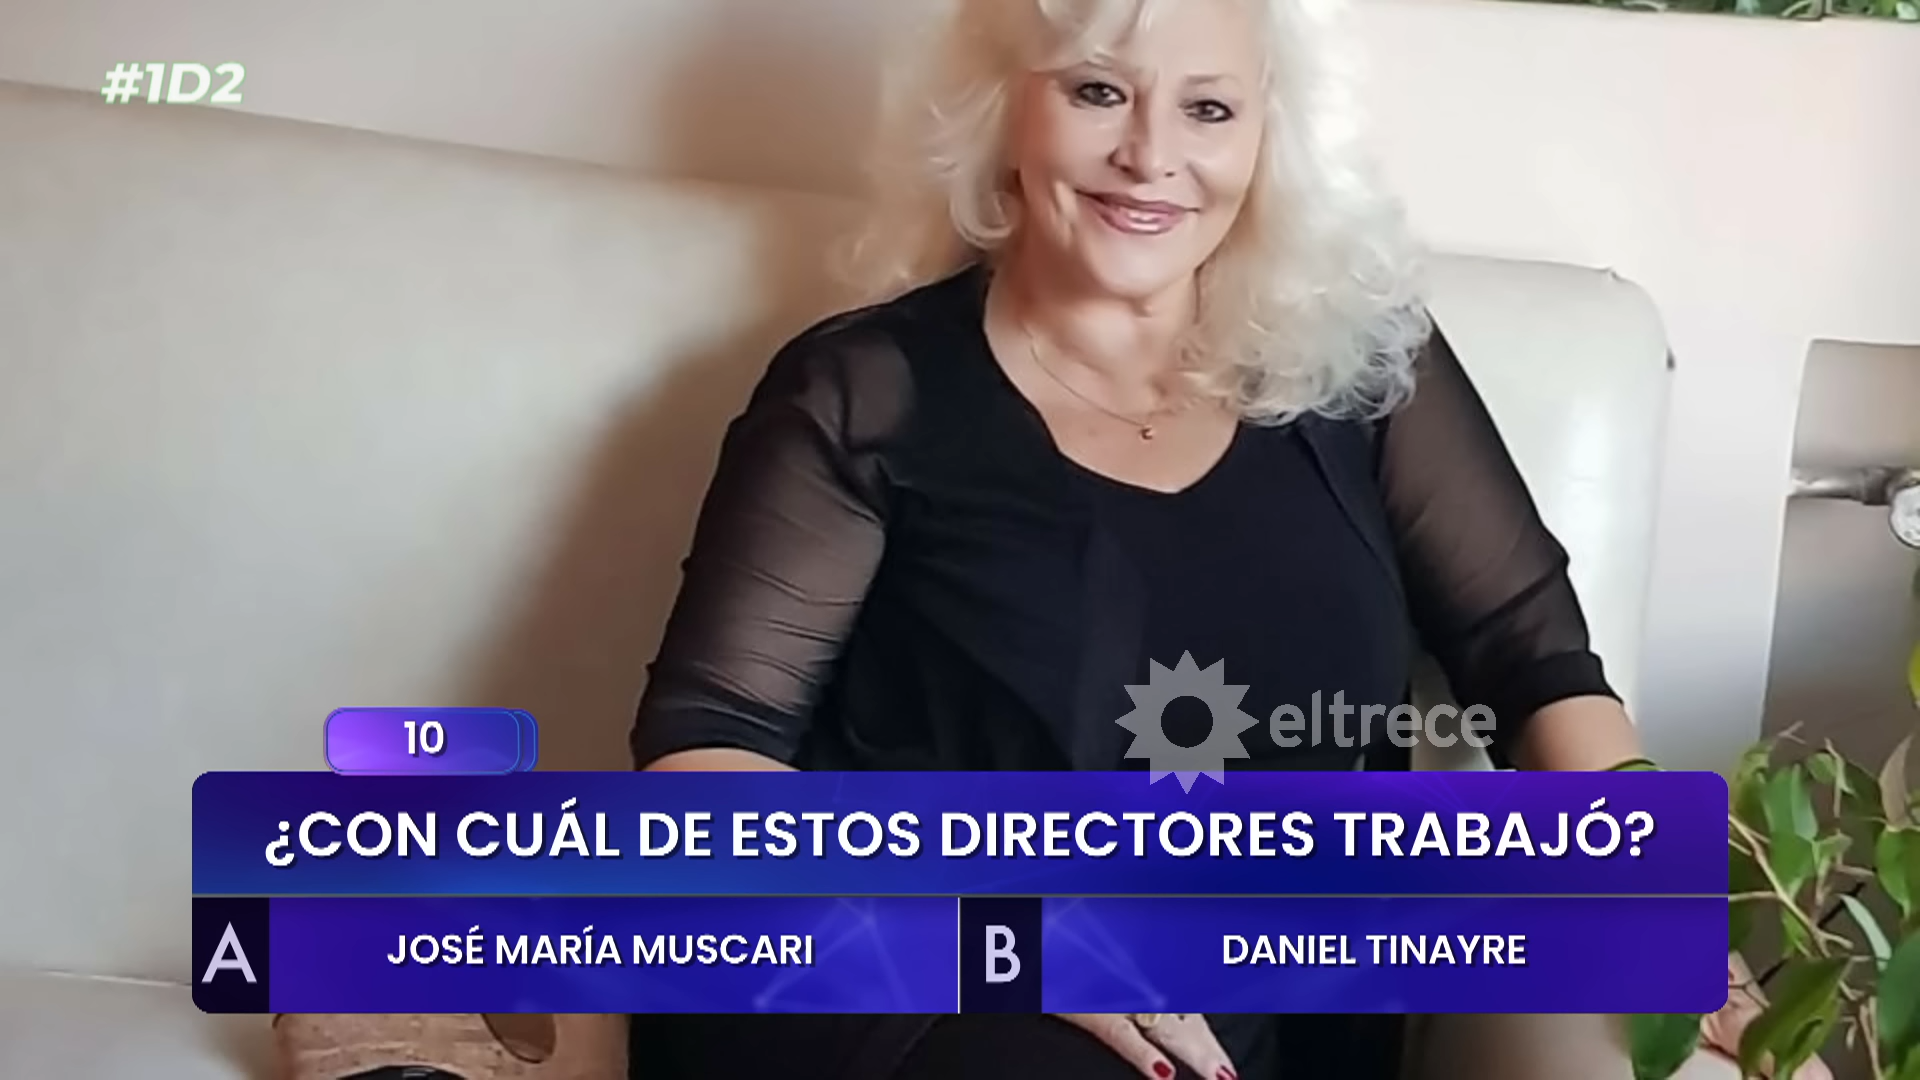 #1D2
eltrece
10
¿CON CUÁL DE ESTOS DIRECTORES TRABAJÓ?
A JOSÉ MARÍA MUSCARI
B DANIEL TINAYRE